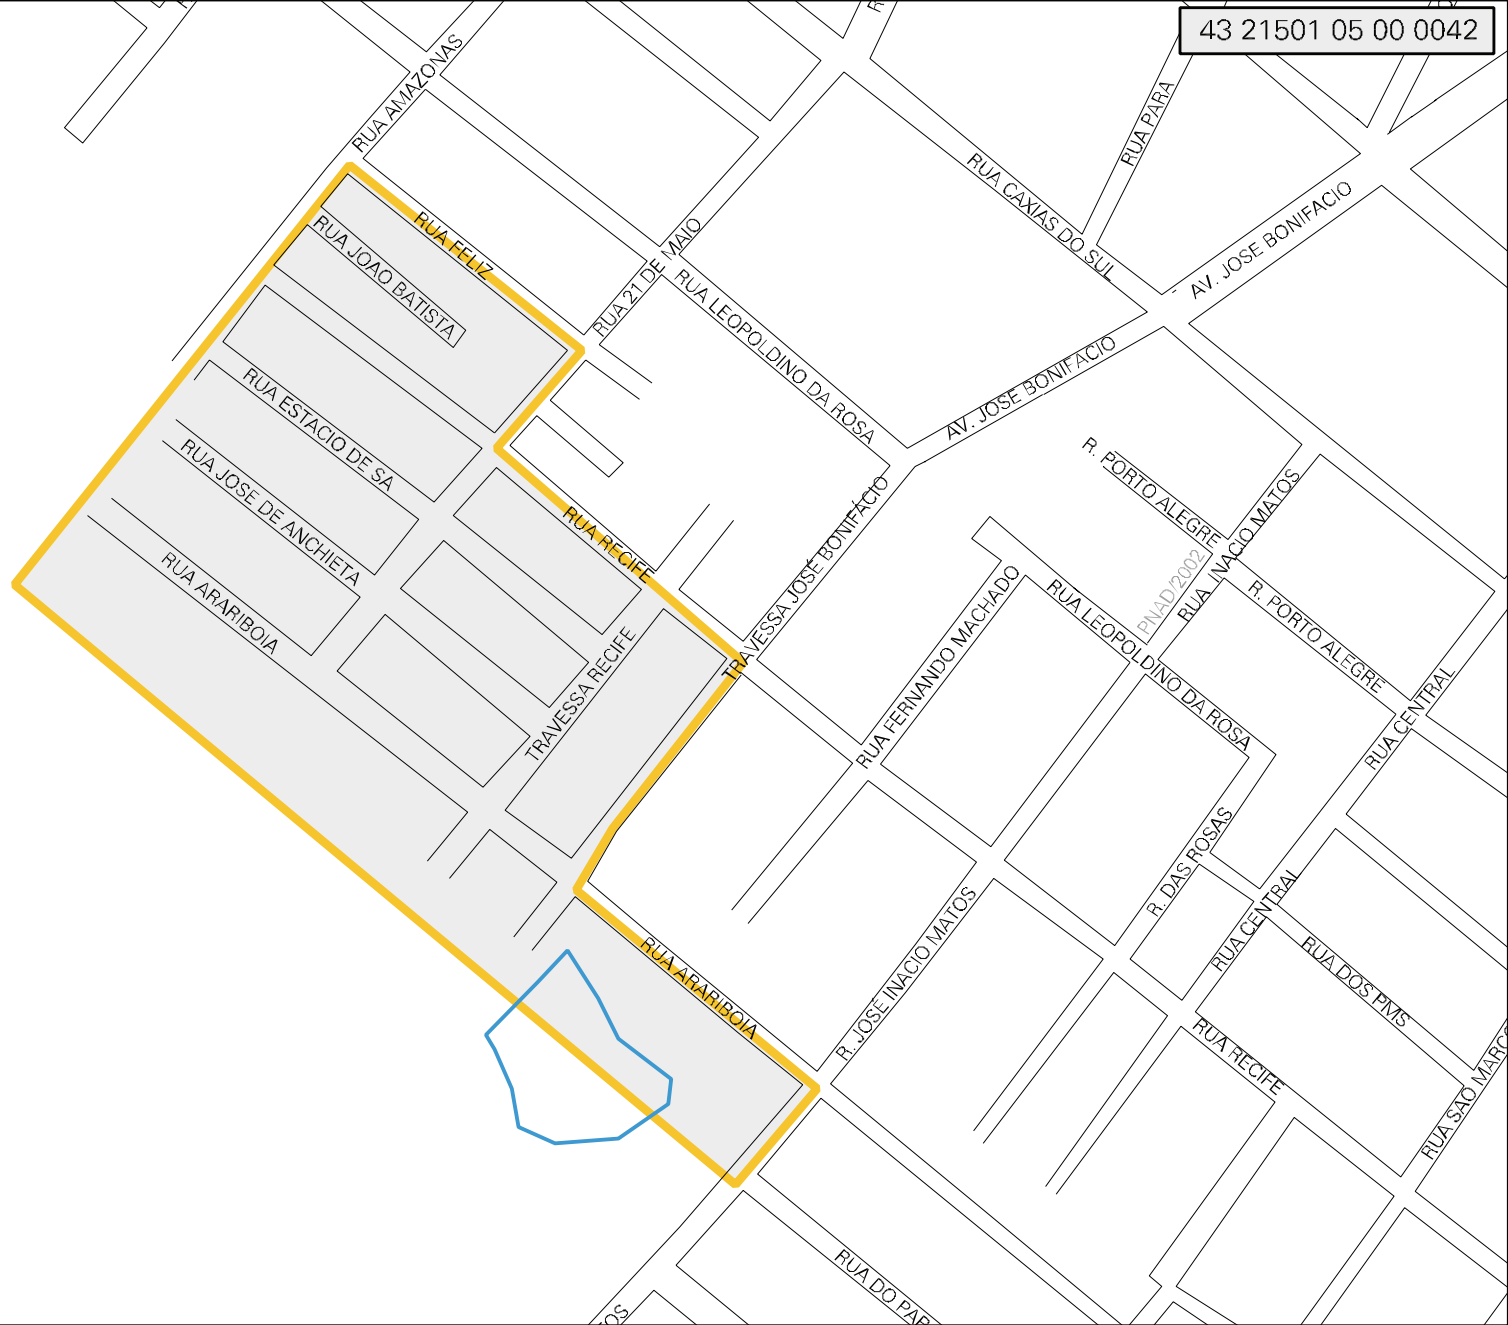 43 21501 05 00 0042
RUA AMAZONAS
RUA PARA
RUA CAXIAS DO SUL
AV. JOSE BONIFACIO
RUA FELIZ
RUA JOAO BATISTA
RUA 21 DE MAIO
RUA LEOPOLDINO DA ROSA
AV. JOSE BONIFACIO
RUA ESTACIO DE SA
RUA JOSE DE ANCHIETA
RUA ARARIBOIA
RUA RECIFE
TRAVESSA JOSÉ BONIFÁCIO
R. PORTO ALEGRE
RUA INACIO MATOS
PNAD/2002
R. PORTO ALEGRE
RUA LEOPOLDINO DA ROSA
RUA FERNANDO MACHADO
TRAVESSA RECIFE
RUA CENTRAL
R. DAS ROSAS
RUA CENTRAL
RUA ARARIBOIA
R. JOSE INACIO MATOS
RUA DOS PMS
RUA RECIFE
RUA SAO MARCO
RUA DO PAR
OS